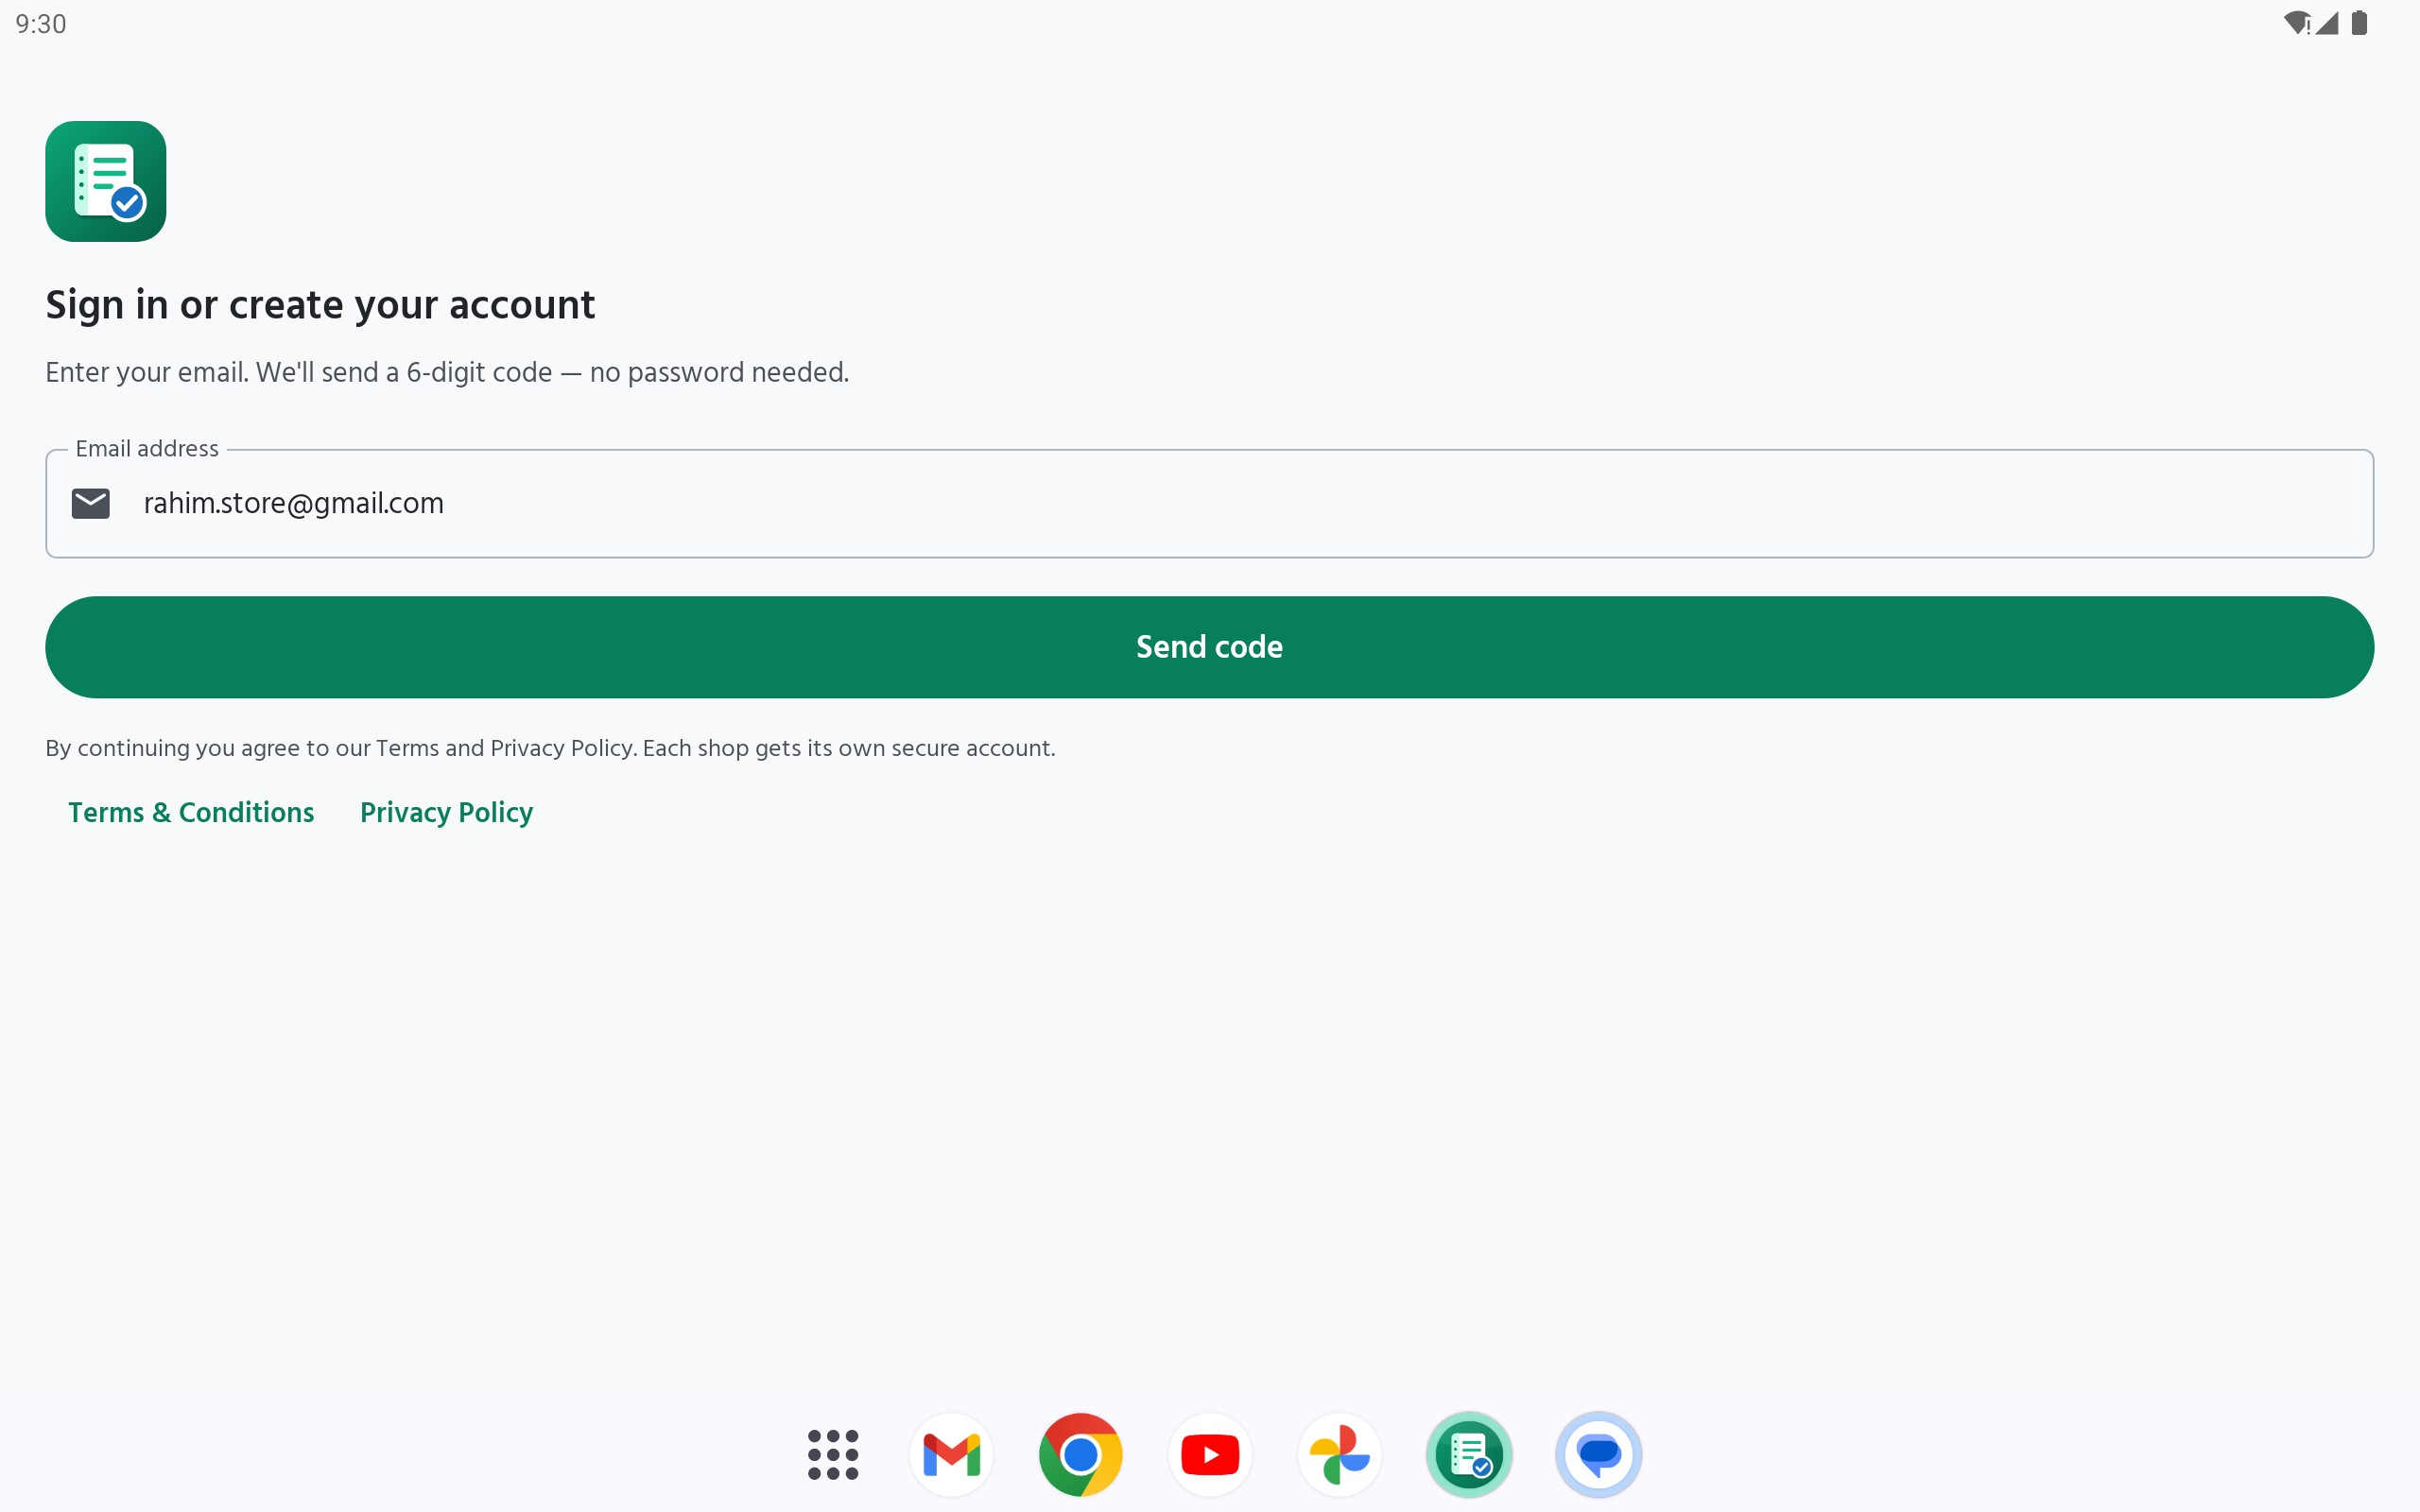 9:30
Sign in or create your account
Enter your email. We'll send a 6-digit code — no password needed.
Email address
rahim.store@gmail.com
Send code
By continuing you agree to our Terms and Privacy Policy. Each shop gets its own secure account.
Terms & Conditions Privacy Policy